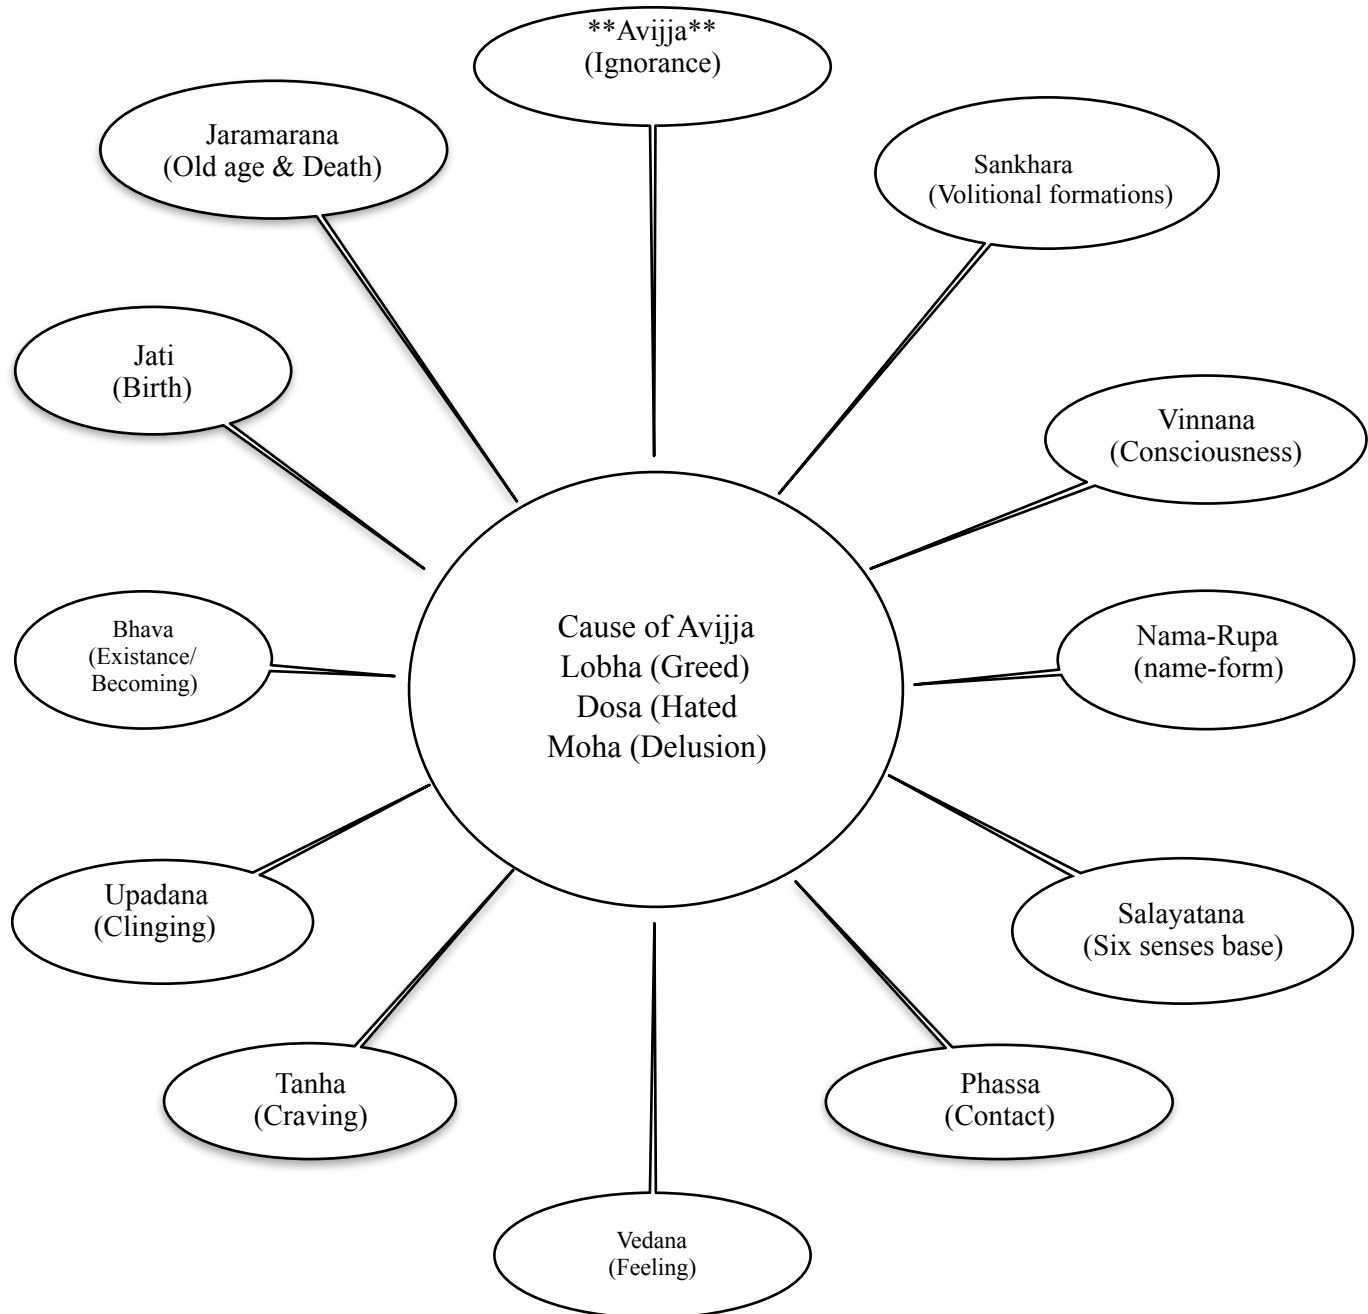 **Avijja**
(Ignorance)
Sankhara
(Volitional formations)
Vinnana
(Consciousness)
Nama-Rupa
(name-form)
Salayatana
(Six senses base)
Phassa
(Contact)
Vedana
(Feeling)
Tanha
(Craving)
Upadana
(Clinging)
Bhava
(Existance/
Becoming)
Jati
(Birth)
Jaramarana
(Old age & Death)
Cause of Avijja
Lobha (Greed)
Dosa (Hated
Moha (Delusion)